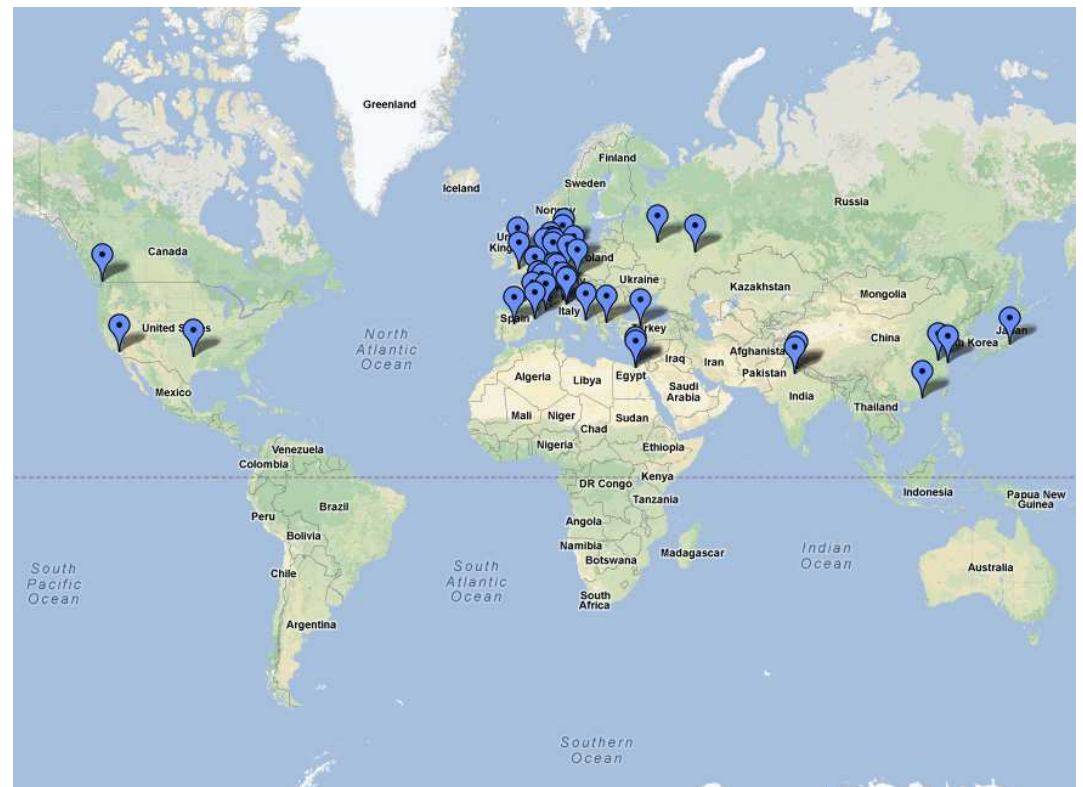 Greenland
Finland
Iceland
Sweden
Russia
Norway
Canada
Ukraine
Kazakhstan
Mongolia
Spain
Italy
United States
Japan
China
Iraq
Iran
Afghanistan
North
Atlantic
Ocean
Algeria
Libya
Egypt
Saudi
Arabia
Pakistan
India
Mexico
Thailand
Mali
Niger
Sudan
Chad
Nigeria
Ethiopia
Venezuela
Colombia
Kenya
DR Congo
Indonesia
Papua New
Guinea
Tanzania
Peru
Brazil
Angola
Bolivia
Namibia
Botswana
Madagascar
Indian
Ocean
South
Pacific
Ocean
Chile
South
Atlantic
Ocean
Australia
South
Africa
Argentina
Southern
Ocean